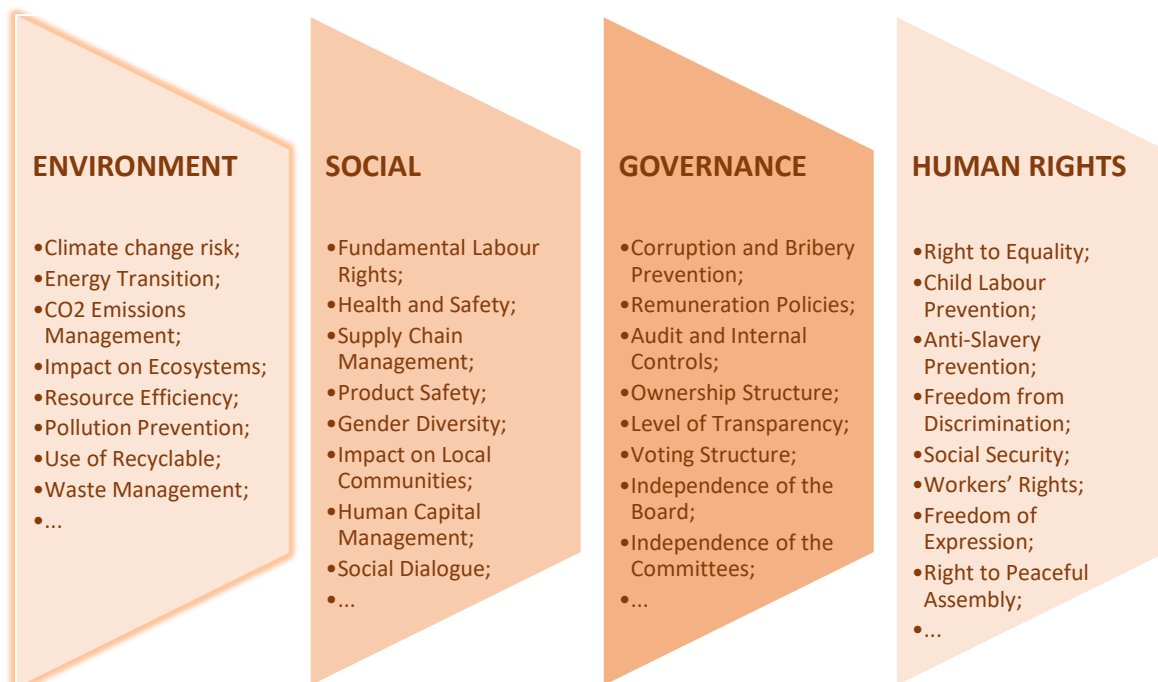 ENVIRONMENT
•Climate change risk;
•Energy Transition;
•CO2 Emissions
Management;
•Impact on Ecosystems;
•Resource Efficiency;
•Pollution Prevention;
•Use of Recyclable;
•Waste Management;
•...
SOCIAL
•Fundamental Labour
Rights;
•Health and Safety;
•Supply Chain
Management;
•Product Safety;
•Gender Diversity;
•Impact on Local
Communities;
•Human Capital
Management;
•Social Dialogue;
•...
GOVERNANCE
•Corruption and Bribery
Prevention;
•Remuneration Policies;
•Audit and Internal
Controls;
•Ownership Structure;
•Level of Transparency;
•Voting Structure;
•Independence of the
Board;
•Independence of the
Committees;
•...
HUMAN RIGHTS
•Right to Equality;
•Child Labour
Prevention;
•Anti-Slavery
Prevention;
•Freedom from
Discrimination;
•Social Security;
•Workers’ Rights;
•Freedom of
Expression;
•Right to Peaceful
Assembly;
•...